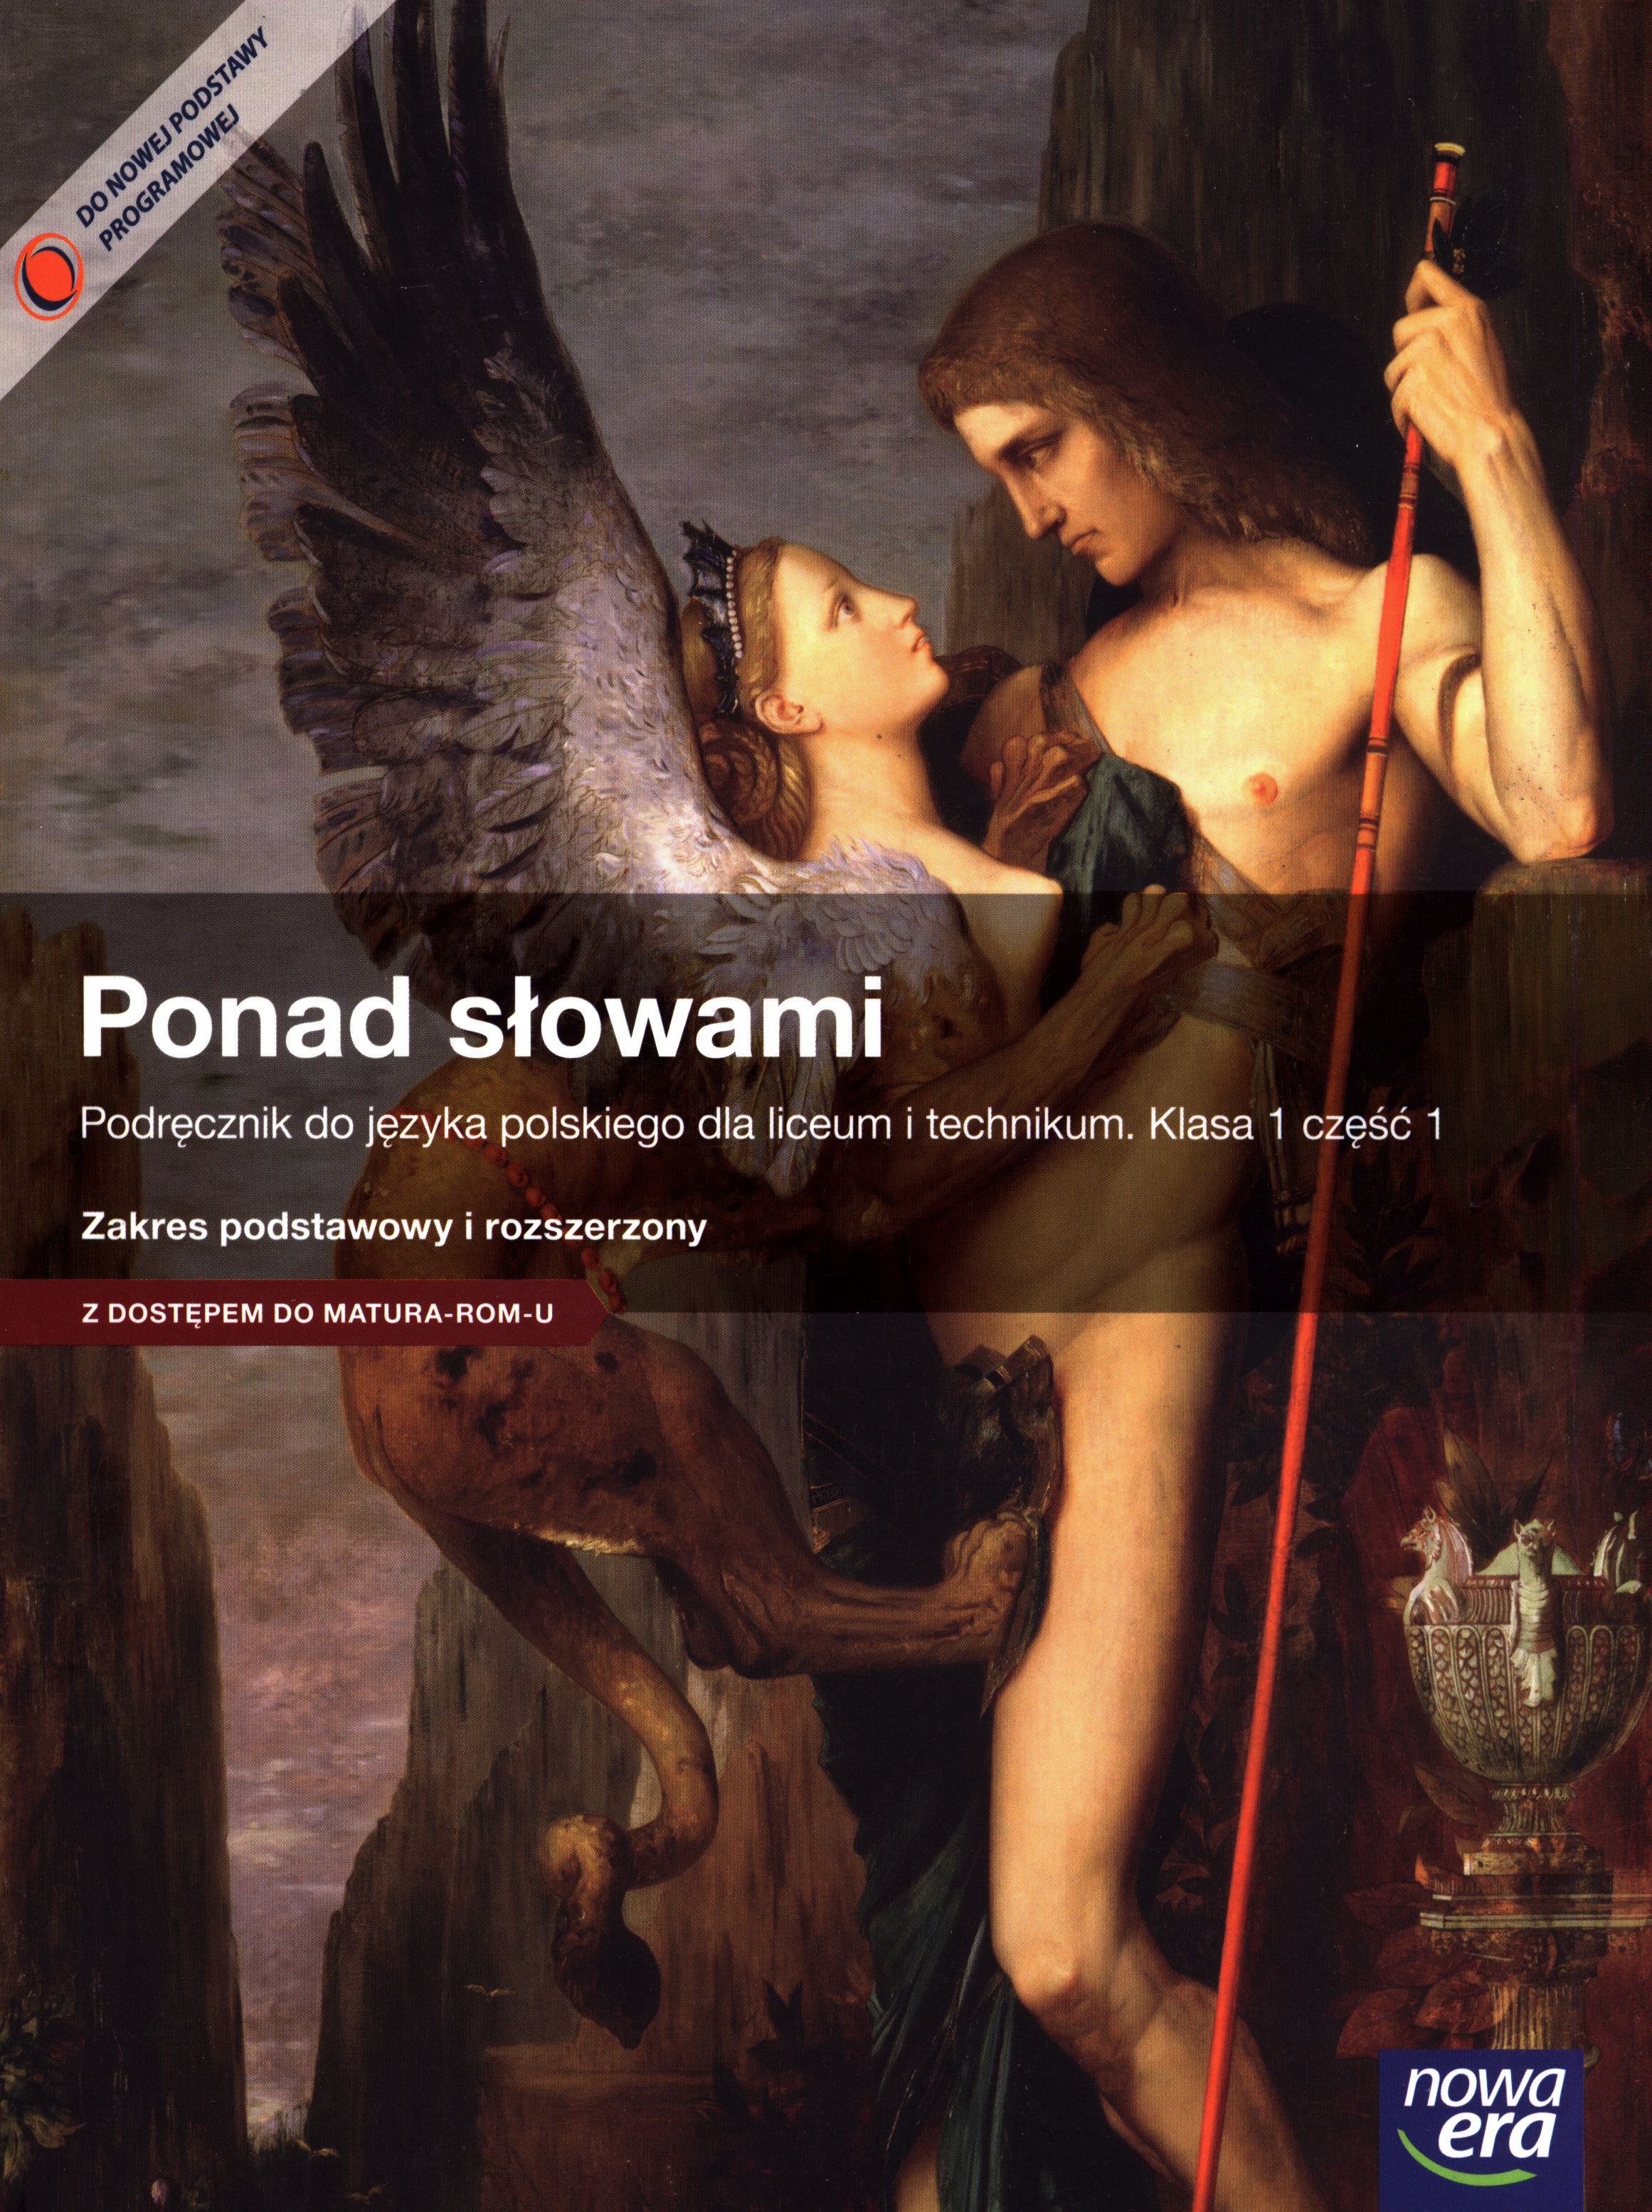 DO NOWEJ PODSTAWY
PROGRAMOWEJ
Ponad słowami
Podręcznik do języka polskiego dla liceum i technikum. Klasa 1 część 1
Zakres podstawowy i rozszerzony
Z DOSTĘPEM DO MATURA-ROM-U
nowa
era